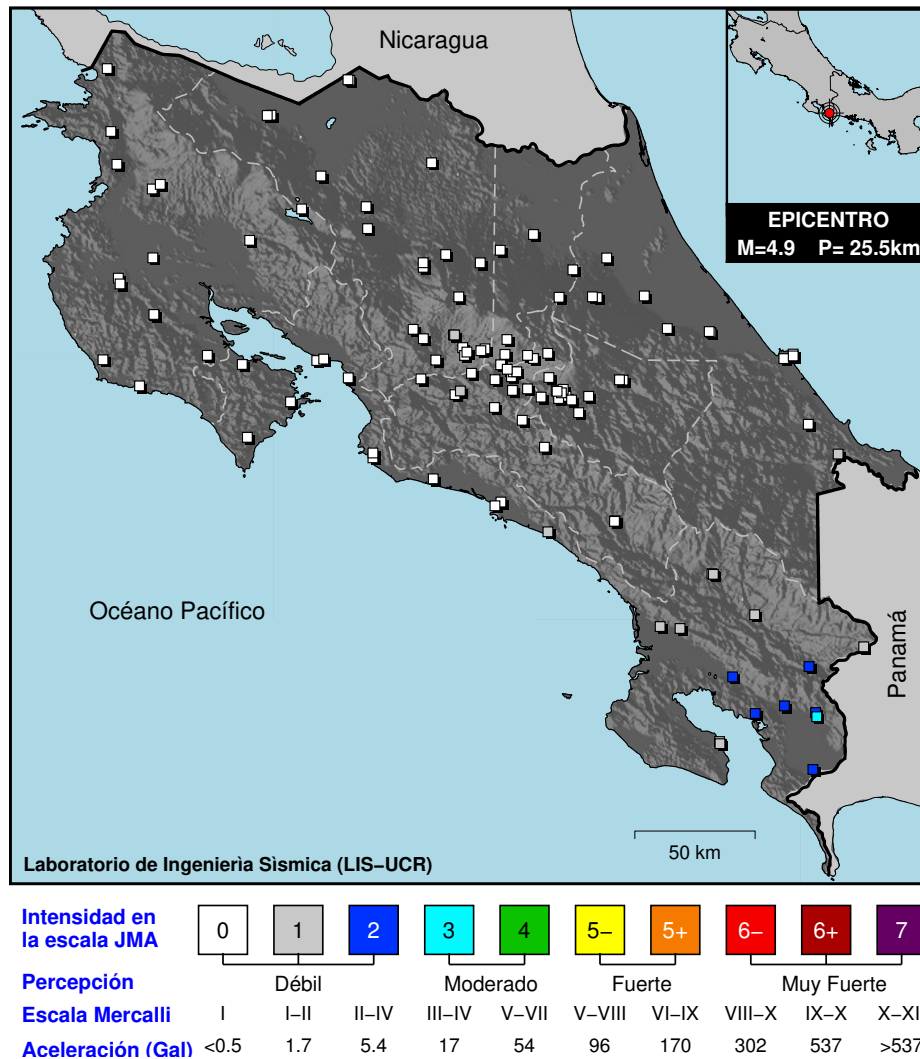 Nicaragua
EPICENTRO
M=4.9 P= 25.5km
Océano Pacífico
Panamá
50 km
Laboratorio de Ingenierìa Sìsmica (LIS−UCR)
Intensidad en
la escala JMA
0 1 2 3 4 5− 5+ 6− 6+ 7
Percepción Débil Moderado Fuerte Muy Fuerte
Escala Mercalli I I−II II−IV III−IV V−VII V−VIII VI−IX VIII−X IX−X X−XI
Aceleración (Gal) <0.5 1.7 5.4 17 54 96 170 302 537 >537